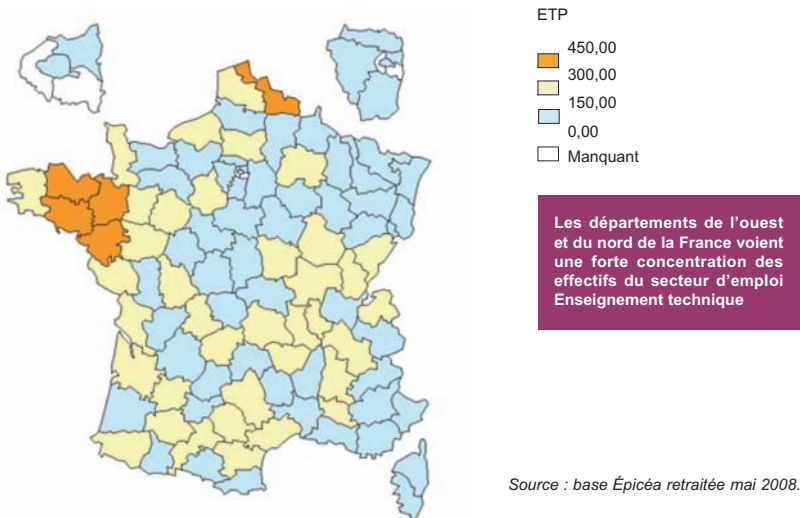 ETP
450,00
300,00
150,00
0,00
Manquant
Les départements de l'ouest
et du nord de la France voient
une forte concentration des
effectifs du secteur d'emploi
Enseignement technique
Source : base Épicéa retraitée mai 2008.